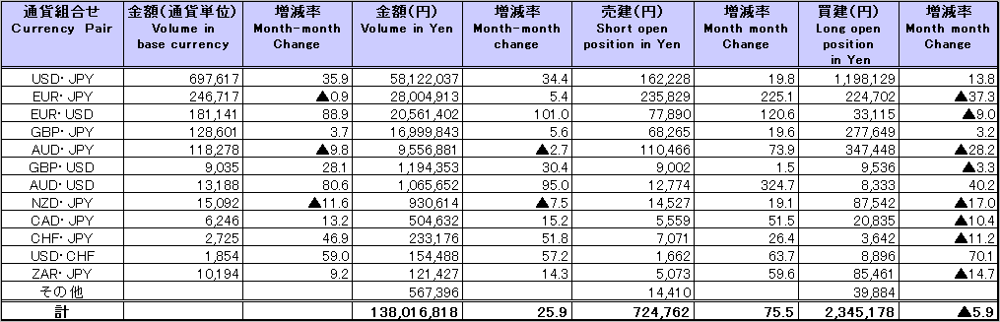 通貨組合せ 金額(通貨単位) 増減率 金額(円) 増減率 売建(円) 増減率 買建(円) 増減率
Currency Pair Volume in Month-month Volume in Yen Month-month Short open Month month Long open Month month
base currency Change change position in Yen Change position Change
in Yen
USD・JPY 697,617 35.9 58,122,037 34.4 162,228 19.8 1,198,129 13.8
EUR・JPY 246,717 ▲0.9 28,004,913 5.4 235,829 225.1 224,702 ▲37.3
EUR・USD 181,141 88.9 20,561,402 101.0 77,890 120.6 33,115 ▲9.0
GBP・JPY 128,601 3.7 16,999,843 5.6 68,265 19.6 277,649 3.2
AUD・JPY 118,278 ▲9.8 9,556,881 ▲2.7 110,466 73.9 347,448 ▲28.2
GBP・USD 9,035 28.1 1,194,353 30.4 9,002 1.5 9,536 ▲3.3
AUD・USD 13,188 80.6 1,065,652 95.0 12,774 324.7 8,333 40.2
NZD・JPY 15,092 ▲11.6 930,614 ▲7.5 14,527 19.1 87,542 ▲17.0
CAD・JPY 6,246 13.2 504,632 15.2 5,559 51.5 20,835 ▲10.4
CHF・JPY 2,725 46.9 233,176 51.8 7,071 26.4 3,642 ▲11.2
USD・CHF 1,854 59.0 154,488 57.2 1,662 63.7 8,896 70.1
ZAR・JPY 10,194 9.2 121,427 14.3 5,073 59.6 85,461 ▲14.7
その他 567,396 14,410 39,884
計 138,016,818 25.9 724,762 75.5 2,345,178 ▲5.9